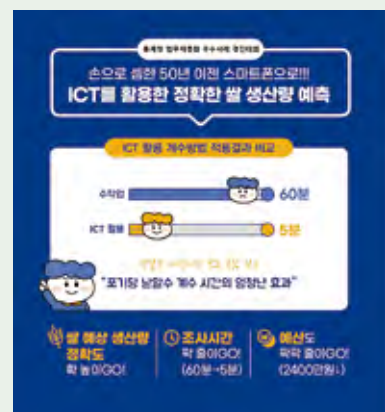 손으로 셈한 50년 이젠 스마트폰으로!!!
ICT를 활용한 정확한 쌀 생산량 예측
ICT 활용 계수방법 적용결과 비교
수작업 60분
ICT 활용 5분
"포기당 낟알수 계수 시간의 엄청난 효과"
쌀 예상 생산량
정확도
확 높이GO!
조사시간
팍 줄이GO!
(60분→5분)
예산도
팍팍 줄이GO!
(2400만원↓)